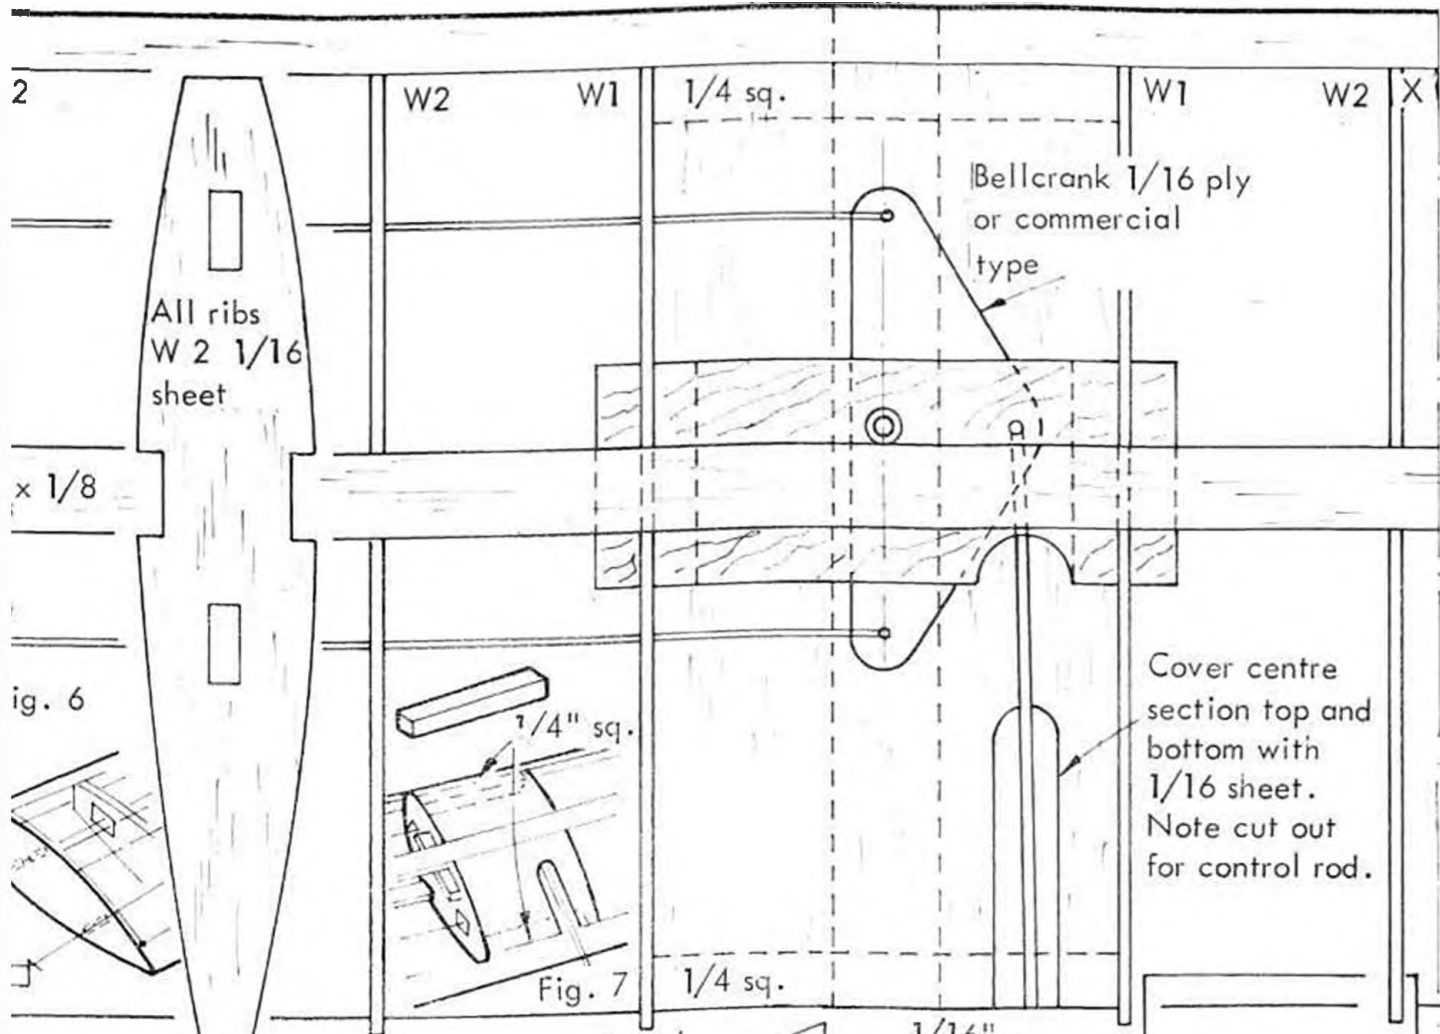 2
W2
W1
1/4 sq.
W1
W2
X
Bellcrank 1/16 ply
or commercial
type
All ribs
W 2 1/16
sheet
x 1/8
ig. 6
1/4" sq.
Cover centre
section top and
bottom with
1/16 sheet.
Note cut out
for control rod.
Fig. 7
1/4 sq.
1/16"